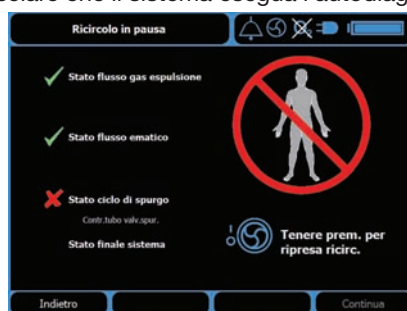 Ricircolo in pausa
Stato flusso gas espulsione
Stato flusso ematico
Stato ciclo di spurgo
Contr.tubo valv.spur.
Stato finale sistema
Tenere prem. per
ripresa ricirc.
Indietro
Continua